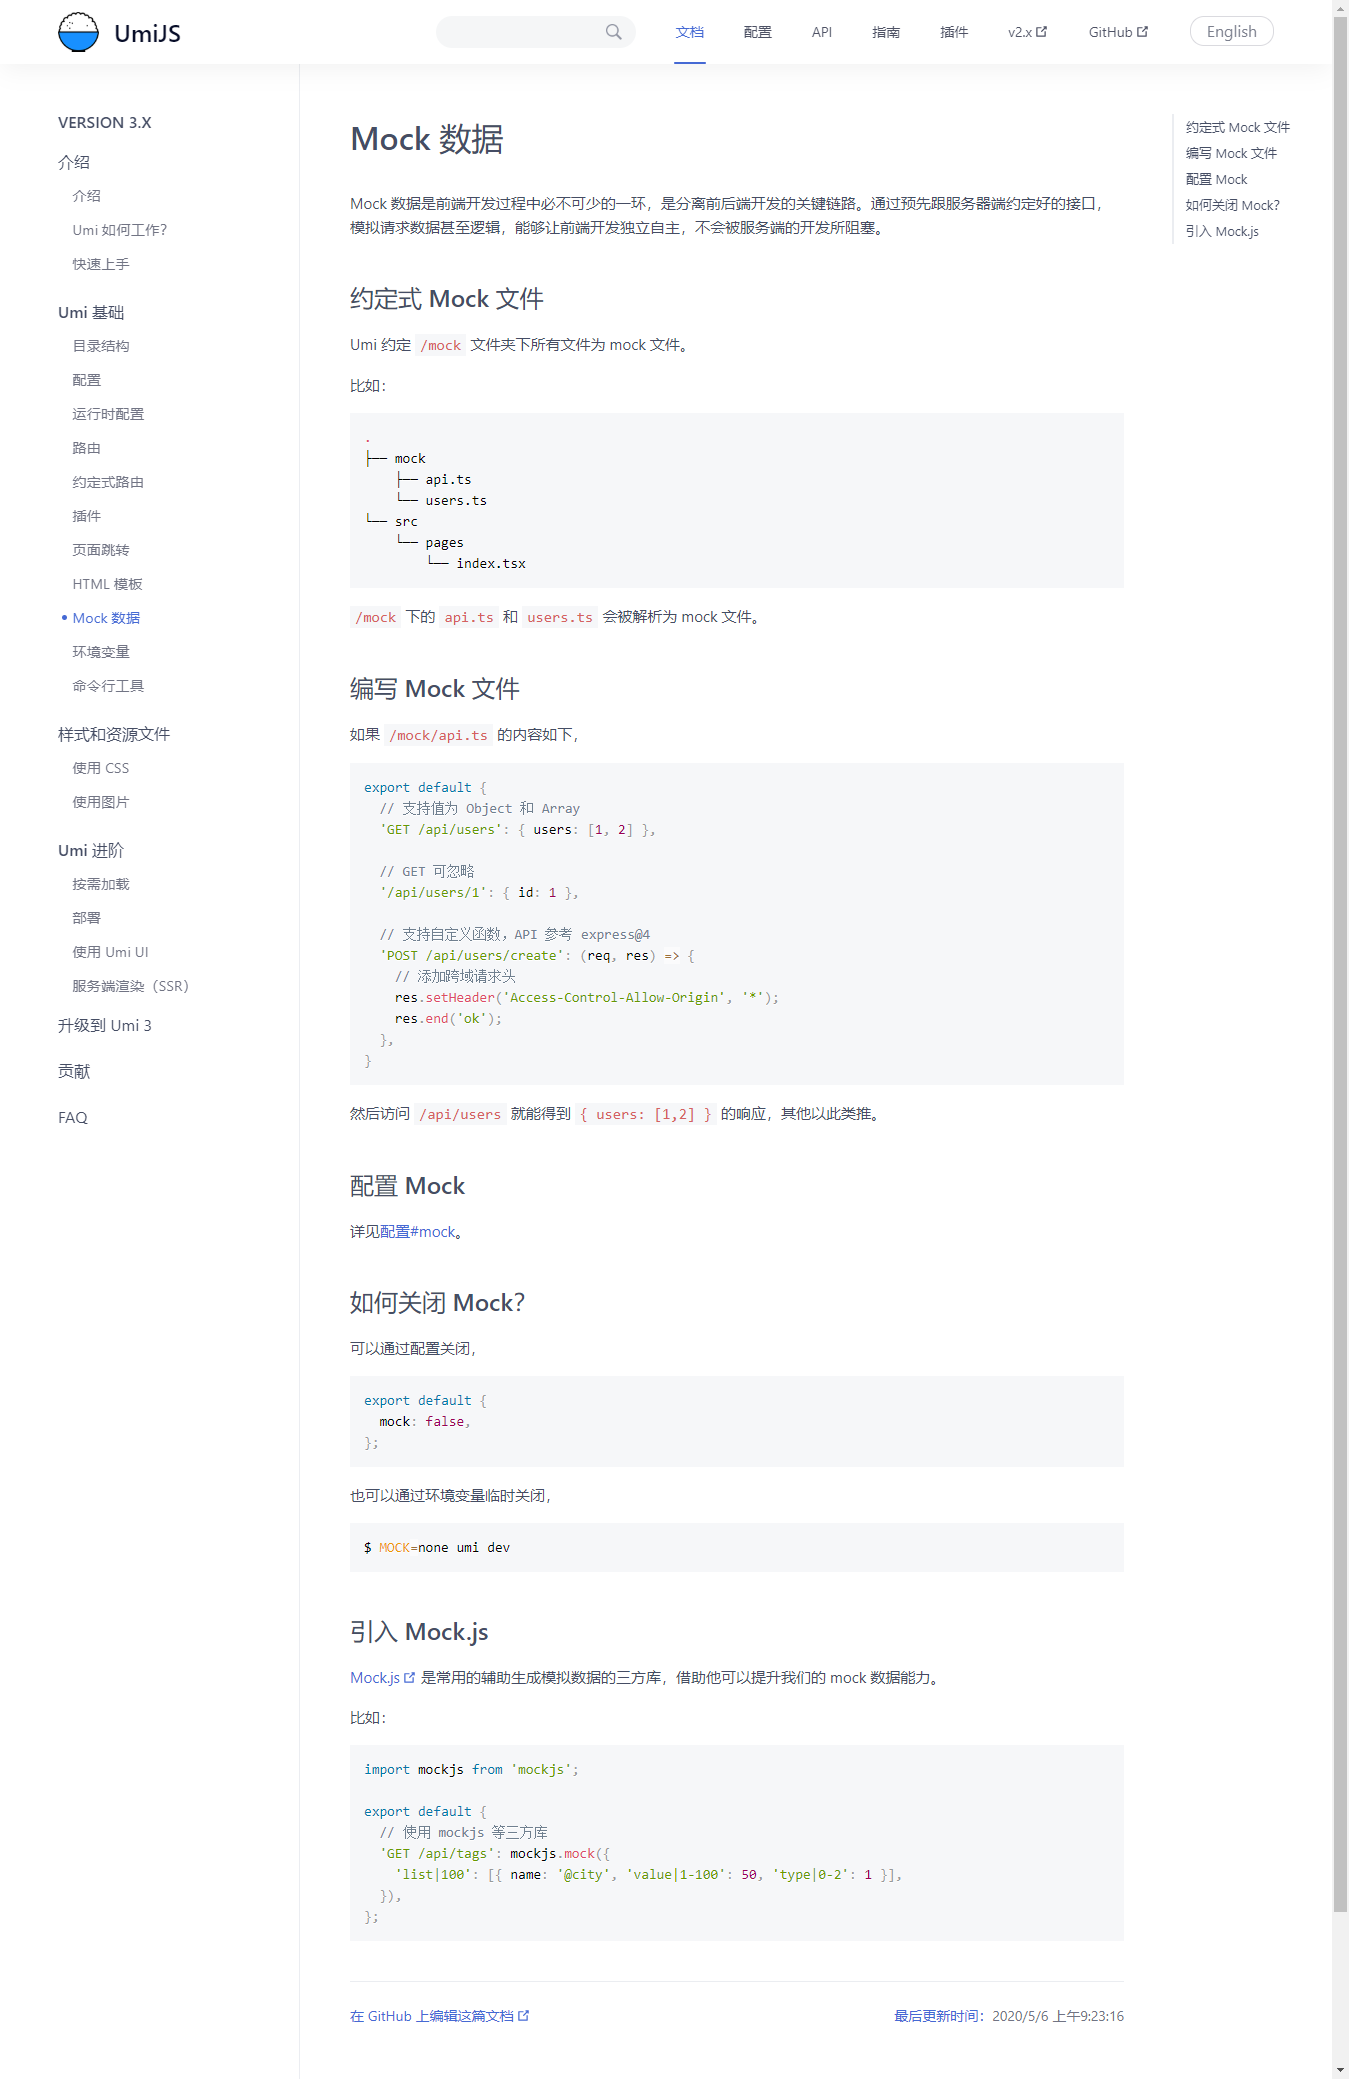 UmiJS
文档
配置
API
指南
插件
v2.x
GitHub
English
VERSION 3.X
介绍
介绍
Umi 如何工作？
快速上手
Umi 基础
目录结构
配置
运行时配置
路由
约定式路由
插件
页面跳转
HTML 模板
Mock 数据
环境变量
命令行工具
样式和资源文件
使用 CSS
使用图片
Umi 进阶
按需加载
部署
使用 Umi UI
服务端渲染（SSR）
升级到 Umi 3
贡献
FAQ
Mock 数据
Mock 数据是前端开发过程中必不可少的一环，是分离前后端开发的关键链路。通过预先跟服务器端约定好的接口，
模拟请求数据甚至逻辑，能够让前端开发独立自主，不会被服务端的开发所阻塞。
约定式 Mock 文件
Umi 约定 /mock 文件夹下所有文件为 mock 文件。
比如：
.
├── mock
    ├── api.ts
    └── users.ts
└── src
    └── pages
        └── index.tsx
/mock 下的 api.ts 和 users.ts 会被解析为 mock 文件。
编写 Mock 文件
如果 /mock/api.ts 的内容如下，
export default {
  // 支持值为 Object 和 Array
  'GET /api/users': { users: [1, 2] },
  // GET 可忽略
  '/api/users/1': { id: 1 },
  // 支持自定义函数，API 参考 express@4
  'POST /api/users/create': (req, res) => {
    // 添加跨域请求头
    res.setHeader('Access-Control-Allow-Origin', '*');
    res.end('ok');
  },
}
然后访问 /api/users 就能得到 { users: [1,2] } 的响应，其他以此类推。
配置 Mock
详见配置#mock。
如何关闭 Mock？
可以通过配置关闭，
export default {
  mock: false,
};
也可以通过环境变量临时关闭，
$ MOCK=none umi dev
引入 Mock.js
Mock.js 是常用的辅助生成模拟数据的三方库，借助他可以提升我们的 mock 数据能力。
比如：
import mockjs from 'mockjs';
export default {
  // 使用 mockjs 等三方库
  'GET /api/tags': mockjs.mock({
    'list|100': [{ name: '@city', 'value|1-100': 50, 'type|0-2': 1 }],
  }),
};
在 GitHub 上编辑这篇文档
最后更新时间：2020/5/6 上午9:23:16
约定式 Mock 文件
编写 Mock 文件
配置 Mock
如何关闭 Mock？
引入 Mock.js